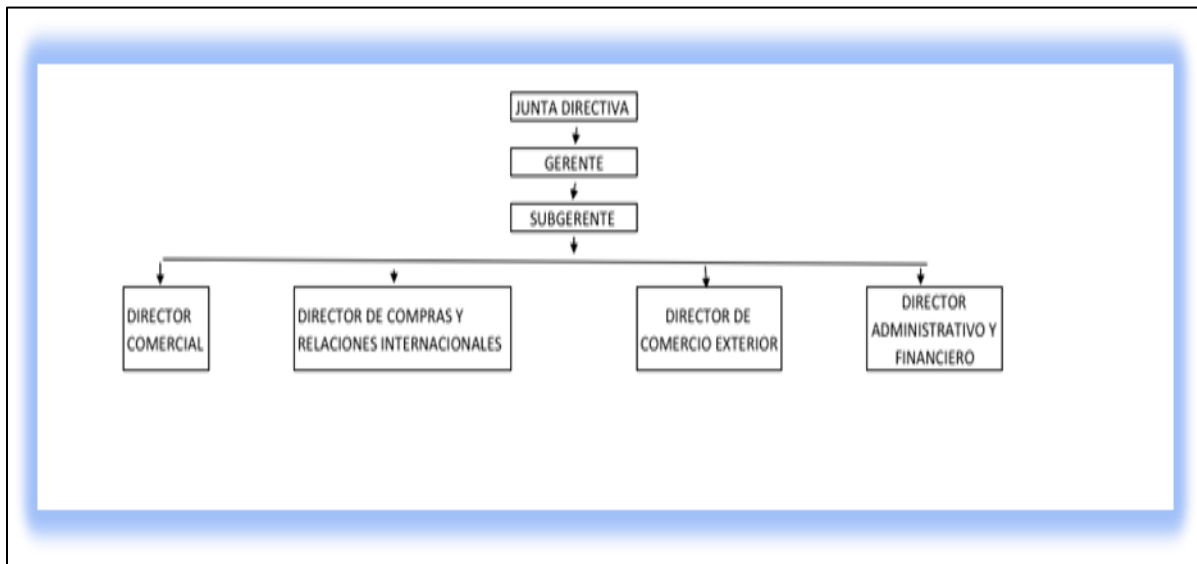 JUNTA DIRECTIVA
GERENTE
SUBGERENTE
DIRECTOR
COMERCIAL
DIRECTOR DE COMPRAS Y
RELACIONES INTERNACIONALES
DIRECTOR DE
COMERCIO EXTERIOR
DIRECTOR
ADMINISTRATIVO Y
FINANCIERO